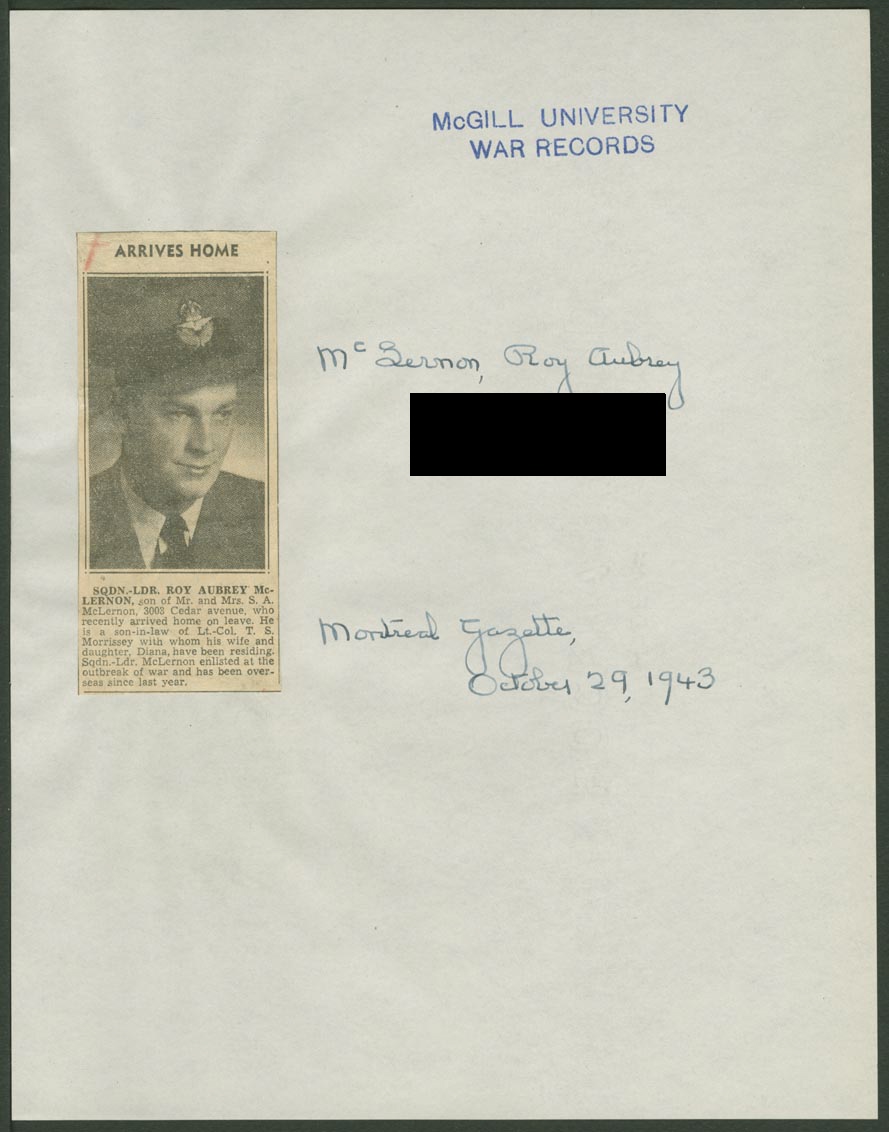 McGILL UNIVERSITY
WAR RECORDS
ARRIVES HOME
McLernon, Roy Aubrey
SQDN.-LDR. ROY AUBREY Mc-
LERNON, son of Mr. and Mrs. S. A.
McLernon, 3003 Cedar avenue, who
recently arrived home on leave. He
is a son-in-law of Lt.-Col. T. S.
Morrissey with whom his wife and
daughter, Diana, have been residing.
Sqdn.-Ldr. McLernon enlisted at the
outbreak of war and has been over-
seas since last year.
Montreal Gazette,
October 29, 1943